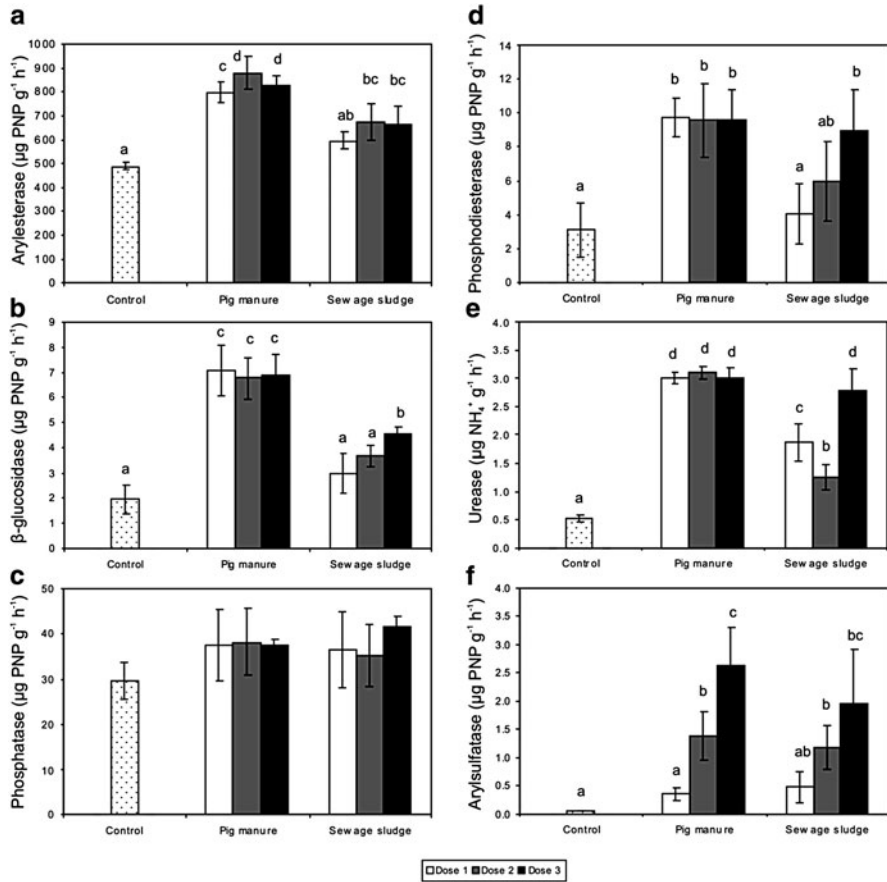 a
Arylesterase (µg PNP g⁻¹ h⁻¹)
1000
900
800
700
600
500
400
300
200
100
0
a
c
d
d
ab
bc
bc
Control
Pig manure
Sewage sludge
b
β-glucosidase (µg PNP g⁻¹ h⁻¹)
9
8
7
6
5
4
3
2
1
0
a
c
c
c
a
a
b
Control
Pig manure
Sewage sludge
c
Phosphatase (µg PNP g⁻¹ h⁻¹)
50
40
30
20
10
0
Control
Pig manure
Sewage sludge
d
Phosphodiesterase (µg PNP g⁻¹ h⁻¹)
14
12
10
8
6
4
2
0
a
b
b
b
a
ab
b
Control
Pig manure
Sewage sludge
e
Urease (µg NH₄⁺ g⁻¹ h⁻¹)
4.0
3.5
3.0
2.5
2.0
1.5
1.0
0.5
0.0
a
d
d
d
c
b
d
Control
Pig manure
Sewage sludge
f
Arylsulfatase (µg PNP g⁻¹ h⁻¹)
4.0
3.5
3.0
2.5
2.0
1.5
1.0
0.5
0.0
a
a
b
c
ab
b
bc
Control
Pig manure
Sewage sludge
Dose 1 Dose 2 Dose 3